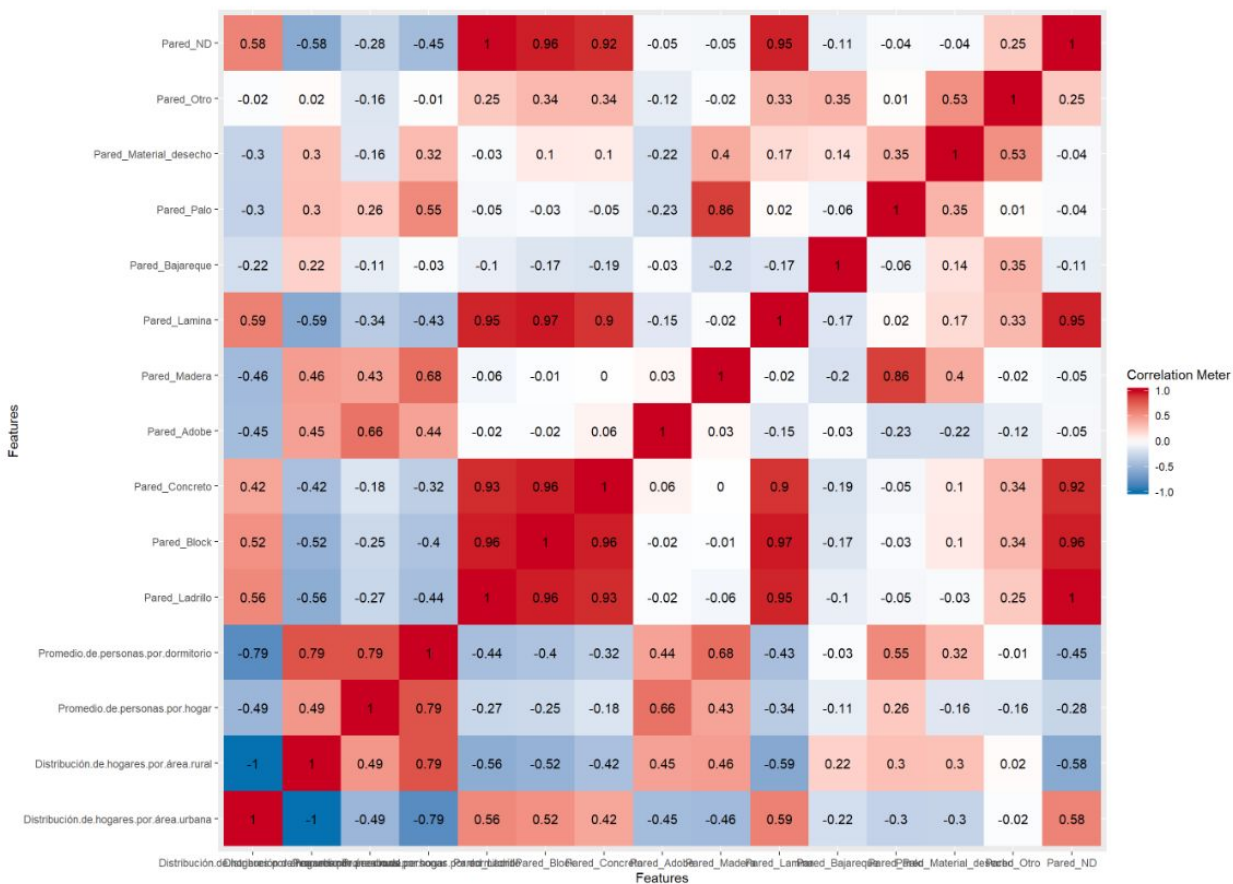 Pared_ND 0.58 -0.58 -0.28 -0.45 1 0.96 0.92 -0.05 -0.05 0.95 -0.11 -0.04 -0.04 0.25 1
Pared_Otro -0.02 0.02 -0.16 -0.01 0.25 0.34 0.34 -0.12 -0.02 0.33 0.35 0.01 0.53 1 0.25
Pared_Material_desecho -0.3 0.3 -0.16 0.32 -0.03 0.1 0.1 -0.22 0.4 0.17 0.14 0.35 1 0.53 -0.04
Pared_Palo -0.3 0.3 0.26 0.55 -0.05 -0.03 -0.05 -0.23 0.86 0.02 -0.06 1 0.35 0.01 -0.04
Pared_Bajareque -0.22 0.22 -0.11 -0.03 -0.1 -0.17 -0.19 -0.03 -0.2 -0.17 1 -0.06 0.14 0.35 -0.11
Pared_Lamina 0.59 -0.59 -0.34 -0.43 0.95 0.97 0.9 -0.15 -0.02 1 -0.17 0.02 0.17 0.33 0.95
Pared_Madera -0.46 0.46 0.43 0.68 -0.06 -0.01 0 0.03 1 -0.02 -0.2 0.86 0.4 -0.02 -0.05
Pared_Adobe -0.45 0.45 0.66 0.44 -0.02 -0.02 0.06 1 0.03 -0.15 -0.03 -0.23 -0.22 -0.12 -0.05
Pared_Concreto 0.42 -0.42 -0.18 -0.32 0.93 0.96 1 0.06 0 0.9 -0.19 -0.05 0.1 0.34 0.92
Pared_Block 0.52 -0.52 -0.25 -0.4 0.96 1 0.96 -0.02 -0.01 0.97 -0.17 -0.03 0.1 0.34 0.96
Pared_Ladrillo 0.56 -0.56 -0.27 -0.44 1 0.96 0.93 -0.02 -0.06 0.95 -0.1 -0.05 -0.03 0.25 1
Promedio.de.personas.por.dormitorio -0.79 0.79 0.79 1 -0.44 -0.4 -0.32 0.44 0.68 -0.43 -0.03 0.55 0.32 -0.01 -0.45
Promedio.de.personas.por.hogar -0.49 0.49 1 0.79 -0.27 -0.25 -0.18 0.66 0.43 -0.34 -0.11 0.26 -0.16 -0.16 -0.28
Distribución.de.hogares.por.área.rural -1 1 0.49 0.79 -0.56 -0.52 -0.42 0.45 0.46 -0.59 0.22 0.3 0.3 0.02 -0.58
Distribución.de.hogares.por.área.urbana 1 -1 -0.49 -0.79 0.56 0.52 0.42 -0.45 -0.46 0.59 -0.22 -0.3 -0.3 -0.02 0.58
Pared_Block Pared_Concreto Pared_Adobe Pared_Madera Pared_Lamina Pared_Bajareque Pared_Otro Pared_ND
Features
Features
Correlation Meter
1.0
0.5
0.0
-0.5
-1.0